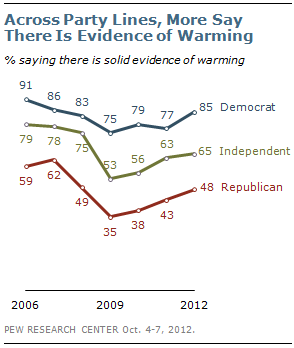 Across Party Lines, More Say
There Is Evidence of Warming
% saying there is solid evidence of warming
91 86 83 75 79 77 85 Democrat
79 78 75 53 56 63 65 Independent
59 62 49 35 38 43 48 Republican
2006 2009 2012
PEW RESEARCH CENTER Oct. 4-7, 2012.